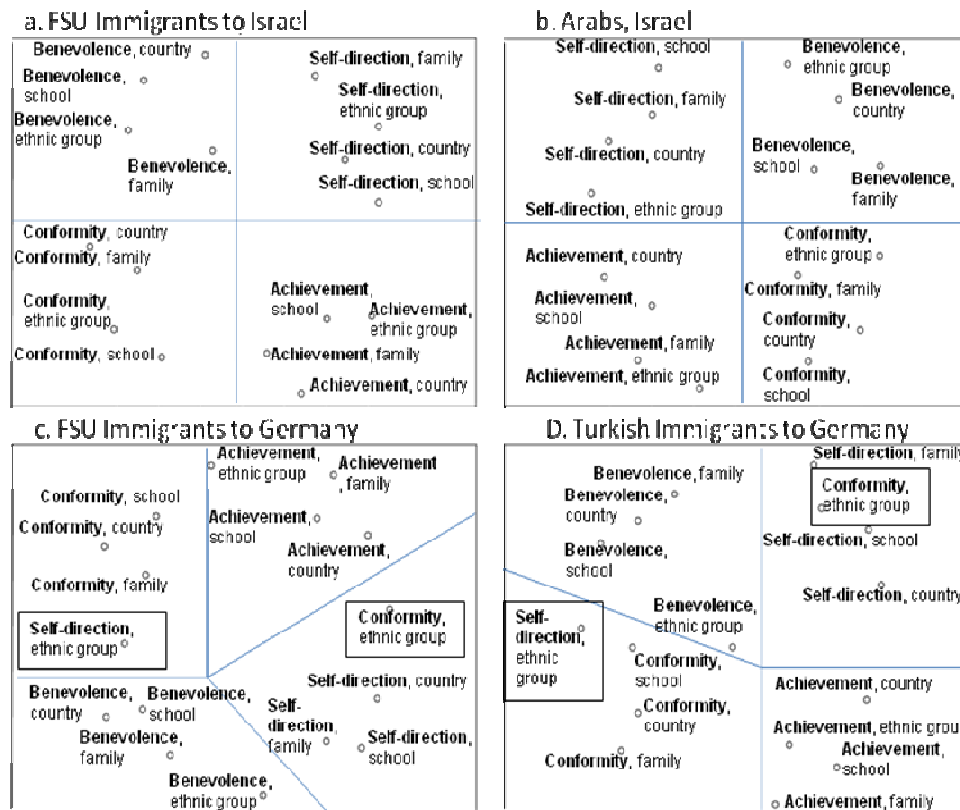 a. FSU Immigrants to Israel
Benevolence, country
Benevolence,
school
Benevolence,
ethnic group
Benevolence,
family
Self-direction, family
Self-direction,
ethnic group
Self-direction, country
Self-direction, school
Conformity, country
Conformity, family
Conformity,
ethnic group
Conformity, school
Achievement,
school
Achievement,
ethnic group
Achievement, family
Achievement, country
b. Arabs, Israel
Self-direction, school
Self-direction, family
Self-direction, country
Self-direction, ethnic group
Benevolence,
ethnic group
Benevolence,
country
Benevolence,
school
Benevolence,
family
Achievement, country
Achievement,
school
Achievement, family
Achievement, ethnic group
Conformity,
ethnic group
Conformity, family
Conformity,
country
Conformity,
school
c. FSU Immigrants to Germany
Conformity, school
Conformity, country
Conformity, family
Self-direction,
ethnic group
Achievement,
ethnic group
Achievement
, family
Achievement,
school
Achievement,
country
Conformity,
ethnic group
Benevolence,
country
Benevolence,
school
Benevolence,
family
Benevolence,
ethnic group
Self-direction, country
Self-
direction,
family
Self-direction,
school
D. Turkish Immigrants to Germany
Benevolence, family
Benevolence,
country
Benevolence,
school
Benevolence,
ethnic group
Self-direction, family
Conformity,
ethnic group
Self-direction, school
Self-direction, country
Self-
direction,
ethnic
group
Conformity,
school
Conformity,
country
Conformity, family
Achievement, country
Achievement, ethnic grou
Achievement,
school
Achievement, family